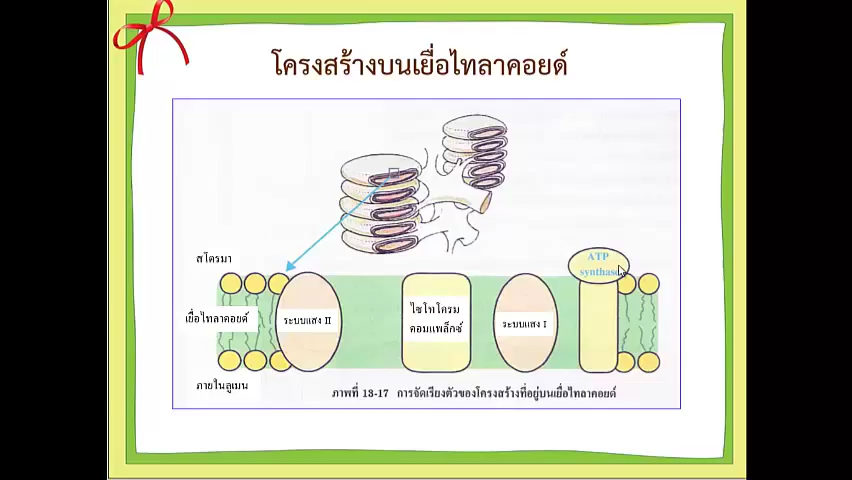 โครงสร้างบนเยื่อไทลาคอยด์
สโตรมา
ATP
synthase
เยื่อไทลาคอยด์
ระบบแสง II
ไซโทโครม
คอมเพล็กซ์
ระบบแสง I
ภายในลูเมน
ภาพที่ 13-17 การจัดเรียงตัวของโครงสร้างที่อยู่บนเยื่อไทลาคอยด์